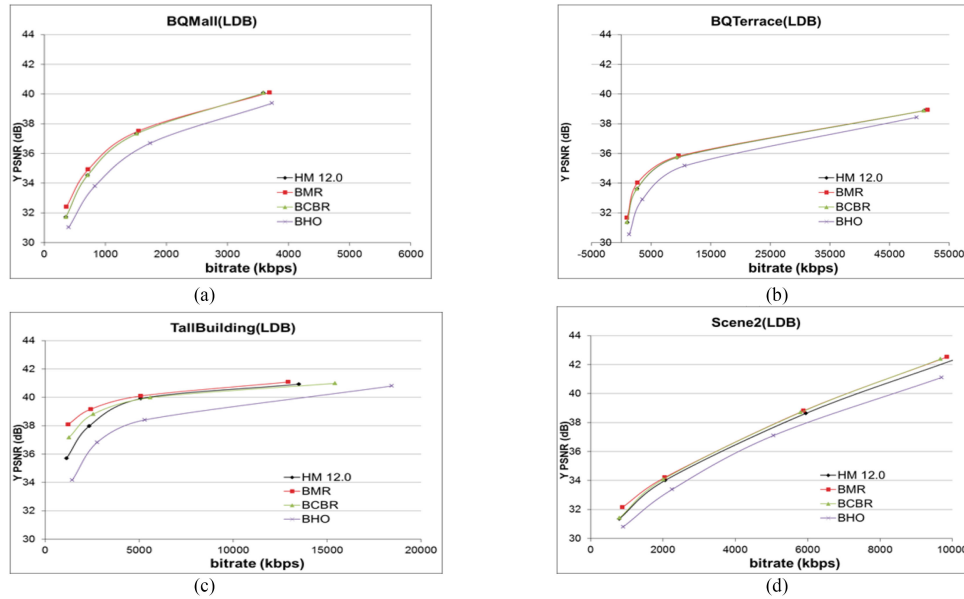 BQMall(LDB)
44
42
40
38
36
34
32
30
Y PSNR (dB)
HM 12.0
BMR
BCBR
BHO
0 1000 2000 3000 4000 5000 6000
bitrate (kbps)
(a)
BQTerrace(LDB)
44
42
40
38
36
34
32
30
Y PSNR (dB)
HM 12.0
BMR
BCBR
BHO
-5000 5000 15000 25000 35000 45000 55000
bitrate (kbps)
(b)
TallBuilding(LDB)
44
42
40
38
36
34
32
30
Y PSNR (dB)
HM 12.0
BMR
BCBR
BHO
0 5000 10000 15000 20000
bitrate (kbps)
(c)
Scene2(LDB)
44
42
40
38
36
34
32
30
Y PSNR (dB)
HM 12.0
BMR
BCBR
BHO
0 2000 4000 6000 8000 10000
bitrate (kbps)
(d)